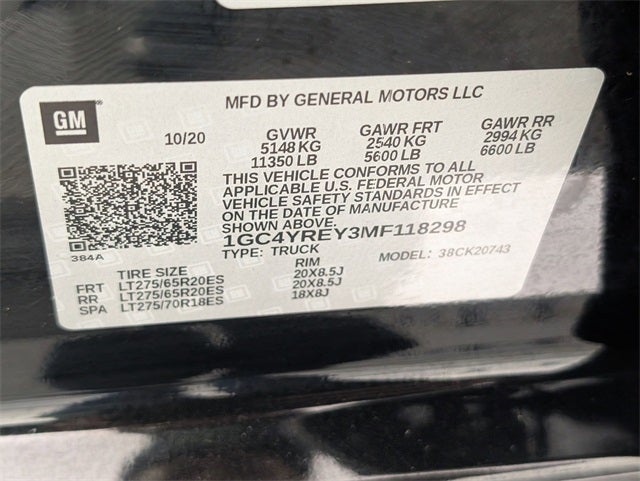 MFD BY GENERAL MOTORS LLC
GM
10/20
GVWR GAWR FRT GAWR RR
5148 KG 2540 KG 2994 KG
11350 LB 5600 LB 6600 LB
THIS VEHICLE CONFORMS TO ALL
APPLICABLE U.S. FEDERAL MOTOR
VEHICLE SAFETY STANDARDS IN EFFECT
ON THE DATE OF MANUFACTURE
SHOWN ABOVE.
1GC4YREY3MF118298
384A
TYPE: TRUCK MODEL: 38CK20743
TIRE SIZE RIM
FRT LT275/65R20ES 20X8.5J
RR LT275/65R20ES 20X8.5J
SPA LT275/70R18ES 18X8J